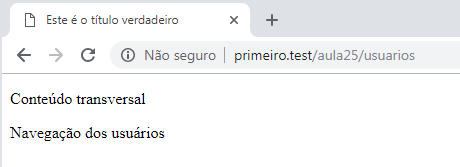 Este é o título verdadeiro
Não seguro | primeiro.test/aula25/usuarios
Conteúdo transversal
Navegação dos usuários